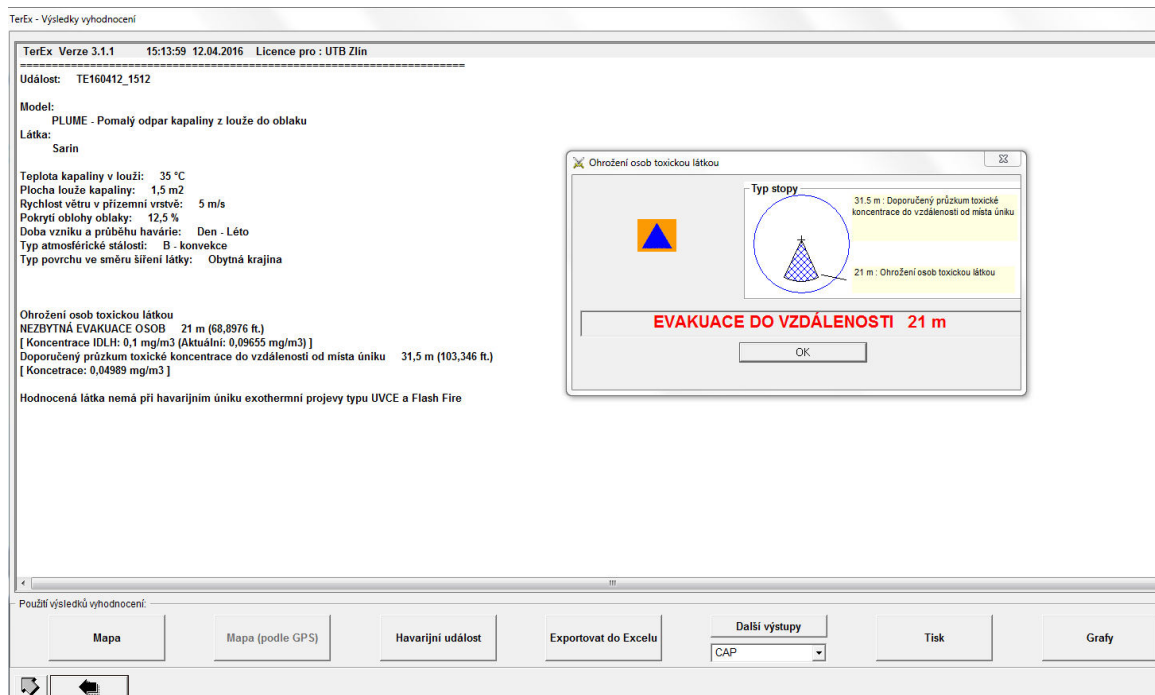 TerEx - Výsledky vyhodnocení
TerEx Verze 3.1.1 15:13:59 12.04.2016 Licence pro : UTB Zlín
========================================================================
Událost: TE160412_1512
Model:
PLUME - Pomalý odpar kapaliny z louže do oblaku
Látka:
Sarin
Teplota kapaliny v louži: 35 °C
Plocha louže kapaliny: 1,5 m2
Rychlost větru v přízemní vrstvě: 5 m/s
Pokrytí oblohy oblaky: 12,5 %
Doba vzniku a průběhu havárie: Den - Léto
Typ atmosférické stálosti: B - konvekce
Typ povrchu ve směru šíření látky: Obytná krajina
Ohrožení osob toxickou látkou
NEZBYTNÁ EVAKUACE OSOB 21 m (68,8976 ft.)
[ Koncentrace IDLH: 0,1 mg/m3 (Aktuální: 0,09655 mg/m3) ]
Doporučený průzkum toxické koncentrace do vzdálenosti od místa úniku 31,5 m (103,346 ft.)
[ Koncetrace: 0,04989 mg/m3 ]
Hodnocená látka nemá při havarijním úniku exothermní projevy typu UVCE a Flash Fire
Ohrožení osob toxickou látkou
Typ stopy
31.5 m : Doporučený průzkum toxické
koncentrace do vzdálenosti od místa úniku
21 m : Ohrožení osob toxickou látkou
EVAKUACE DO VZDÁLENOSTI 21 m
OK
Použití výsledků vyhodnocení:
Mapa
Mapa (podle GPS)
Havarijní událost
Exportovat do Excelu
Další výstupy
CAP
Tisk
Grafy